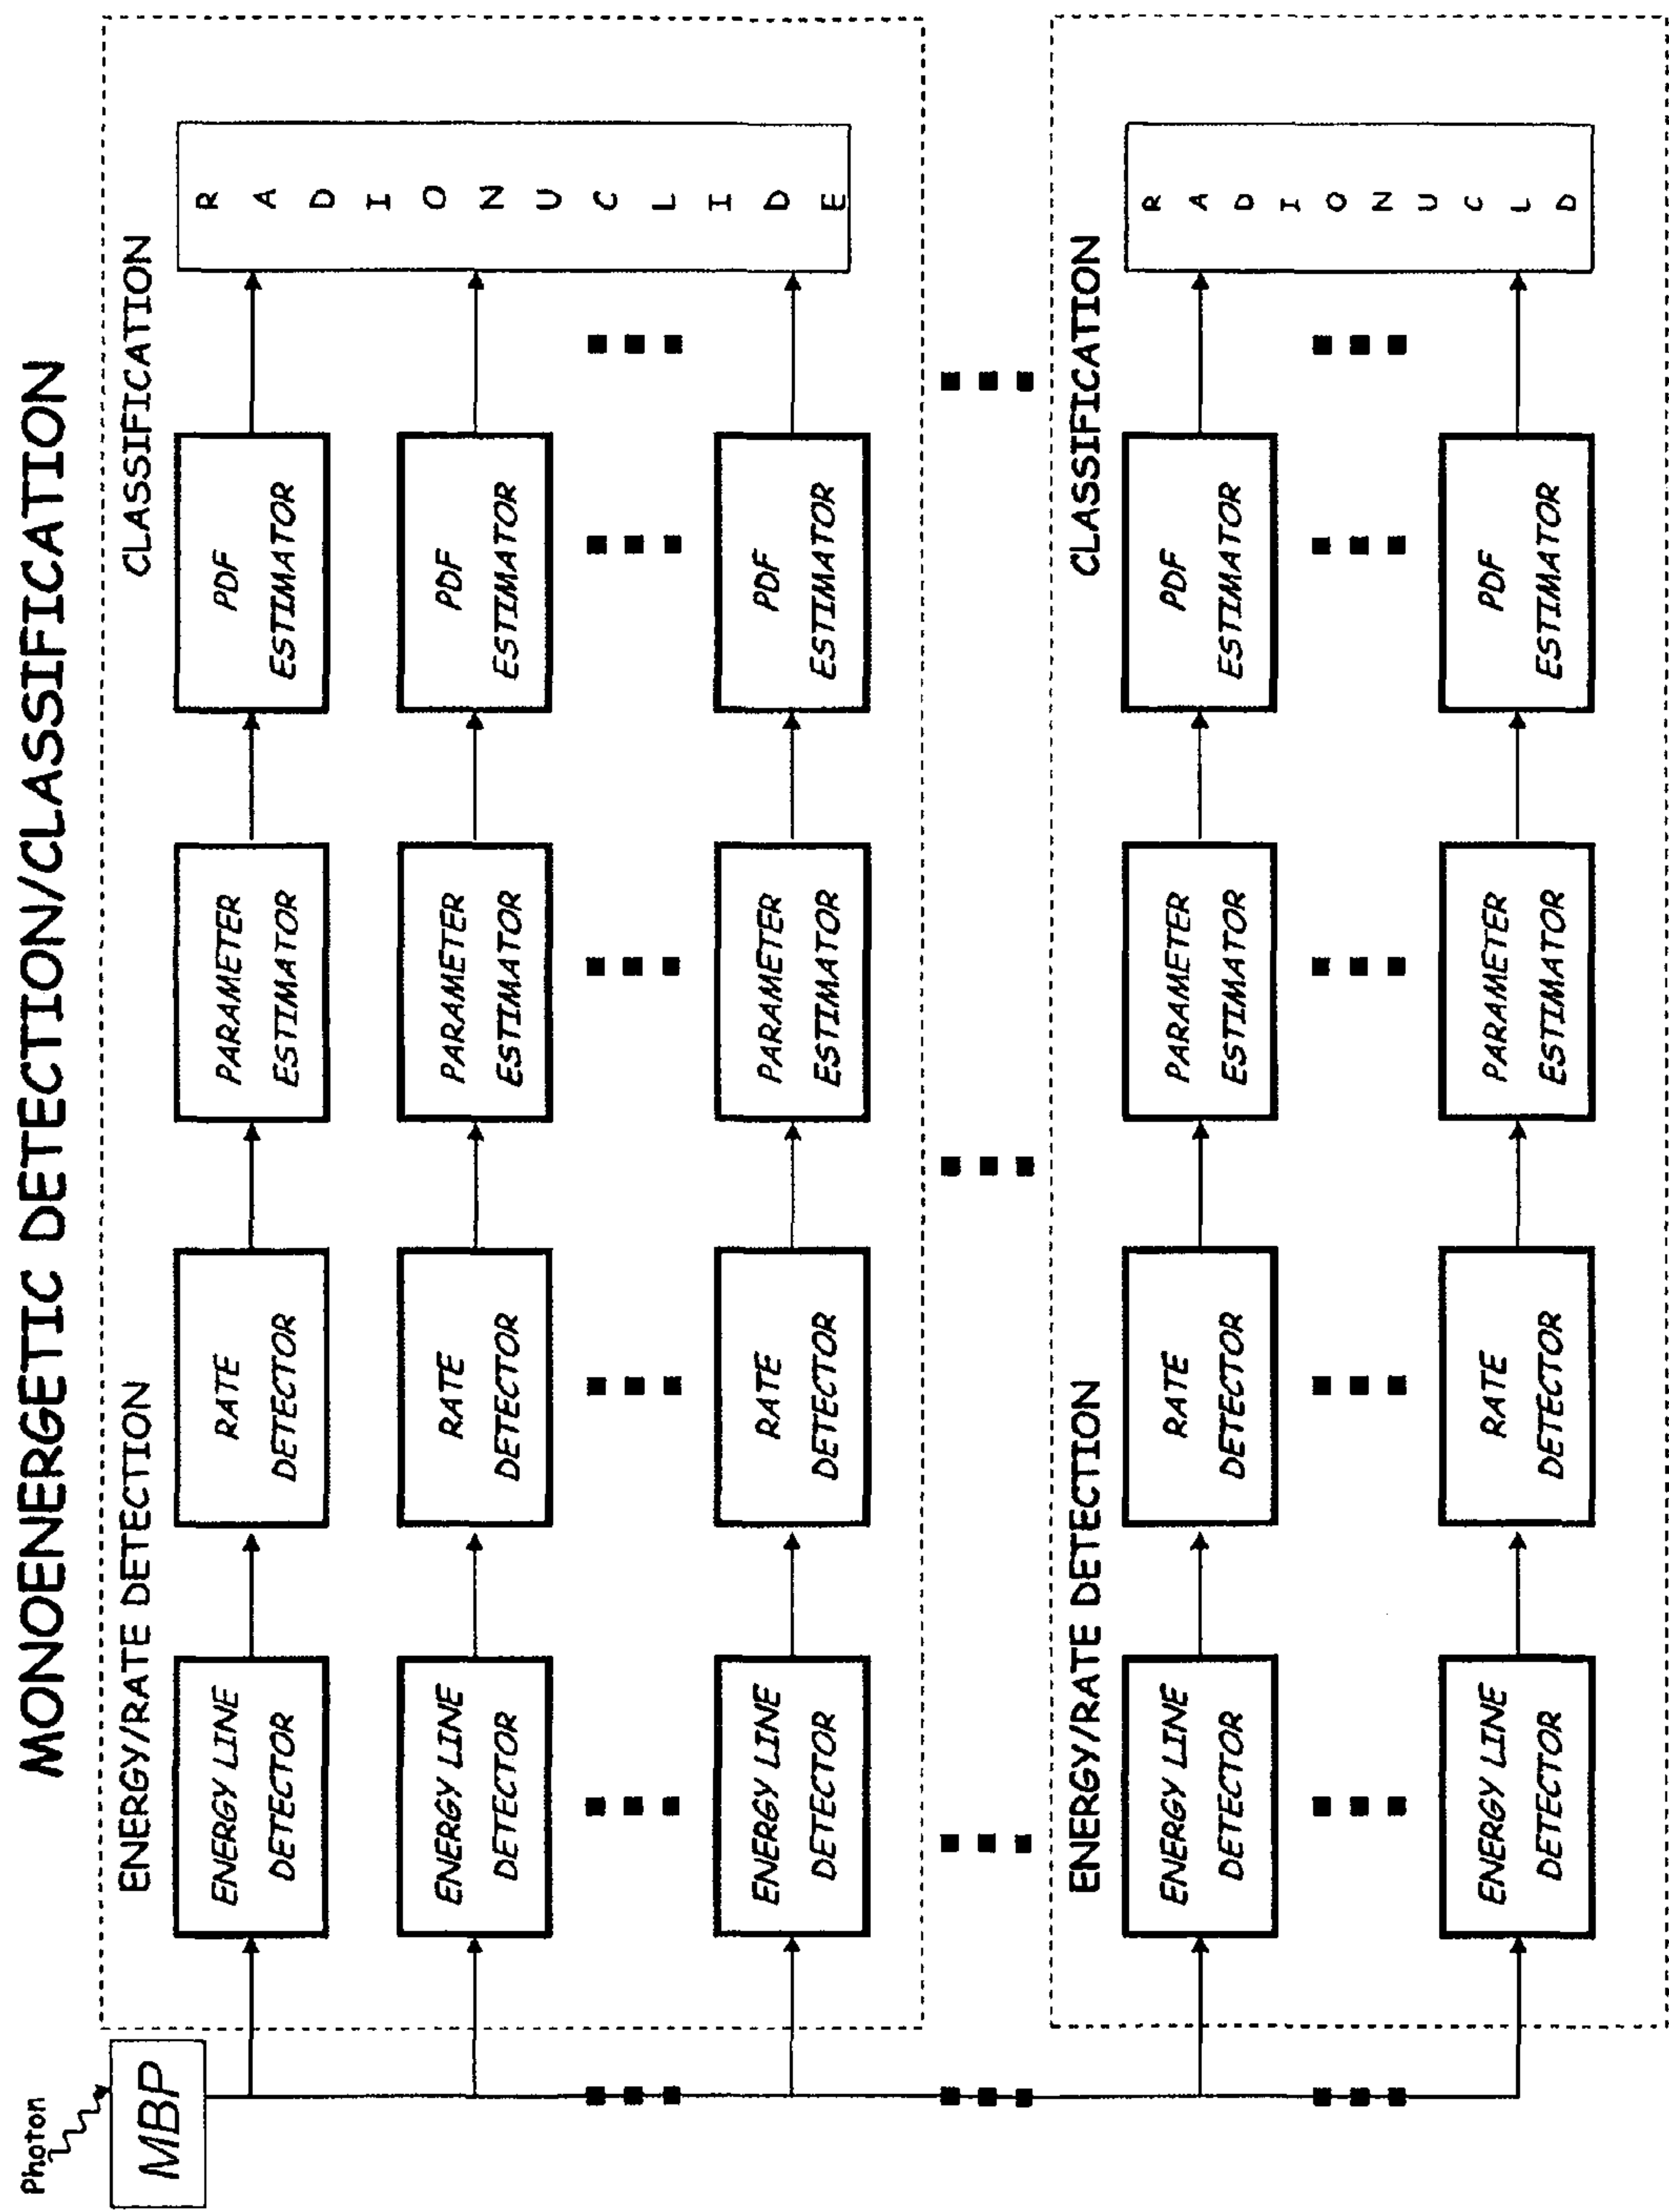 MONOENERGETIC DETECTION/CLASSIFICATION
Photon
MBP
ENERGY/RATE DETECTION
CLASSIFICATION
ENERGY LINE
DETECTOR
RATE
DETECTOR
PARAMETER
ESTIMATOR
PDF
ESTIMATOR
ENERGY LINE
DETECTOR
RATE
DETECTOR
PARAMETER
ESTIMATOR
PDF
ESTIMATOR
ENERGY LINE
DETECTOR
RATE
DETECTOR
PARAMETER
ESTIMATOR
PDF
ESTIMATOR
RADIONUCLIDE
ENERGY/RATE DETECTION
CLASSIFICATION
ENERGY LINE
DETECTOR
RATE
DETECTOR
PARAMETER
ESTIMATOR
PDF
ESTIMATOR
ENERGY LINE
DETECTOR
RATE
DETECTOR
PARAMETER
ESTIMATOR
PDF
ESTIMATOR
RADIONUCLD